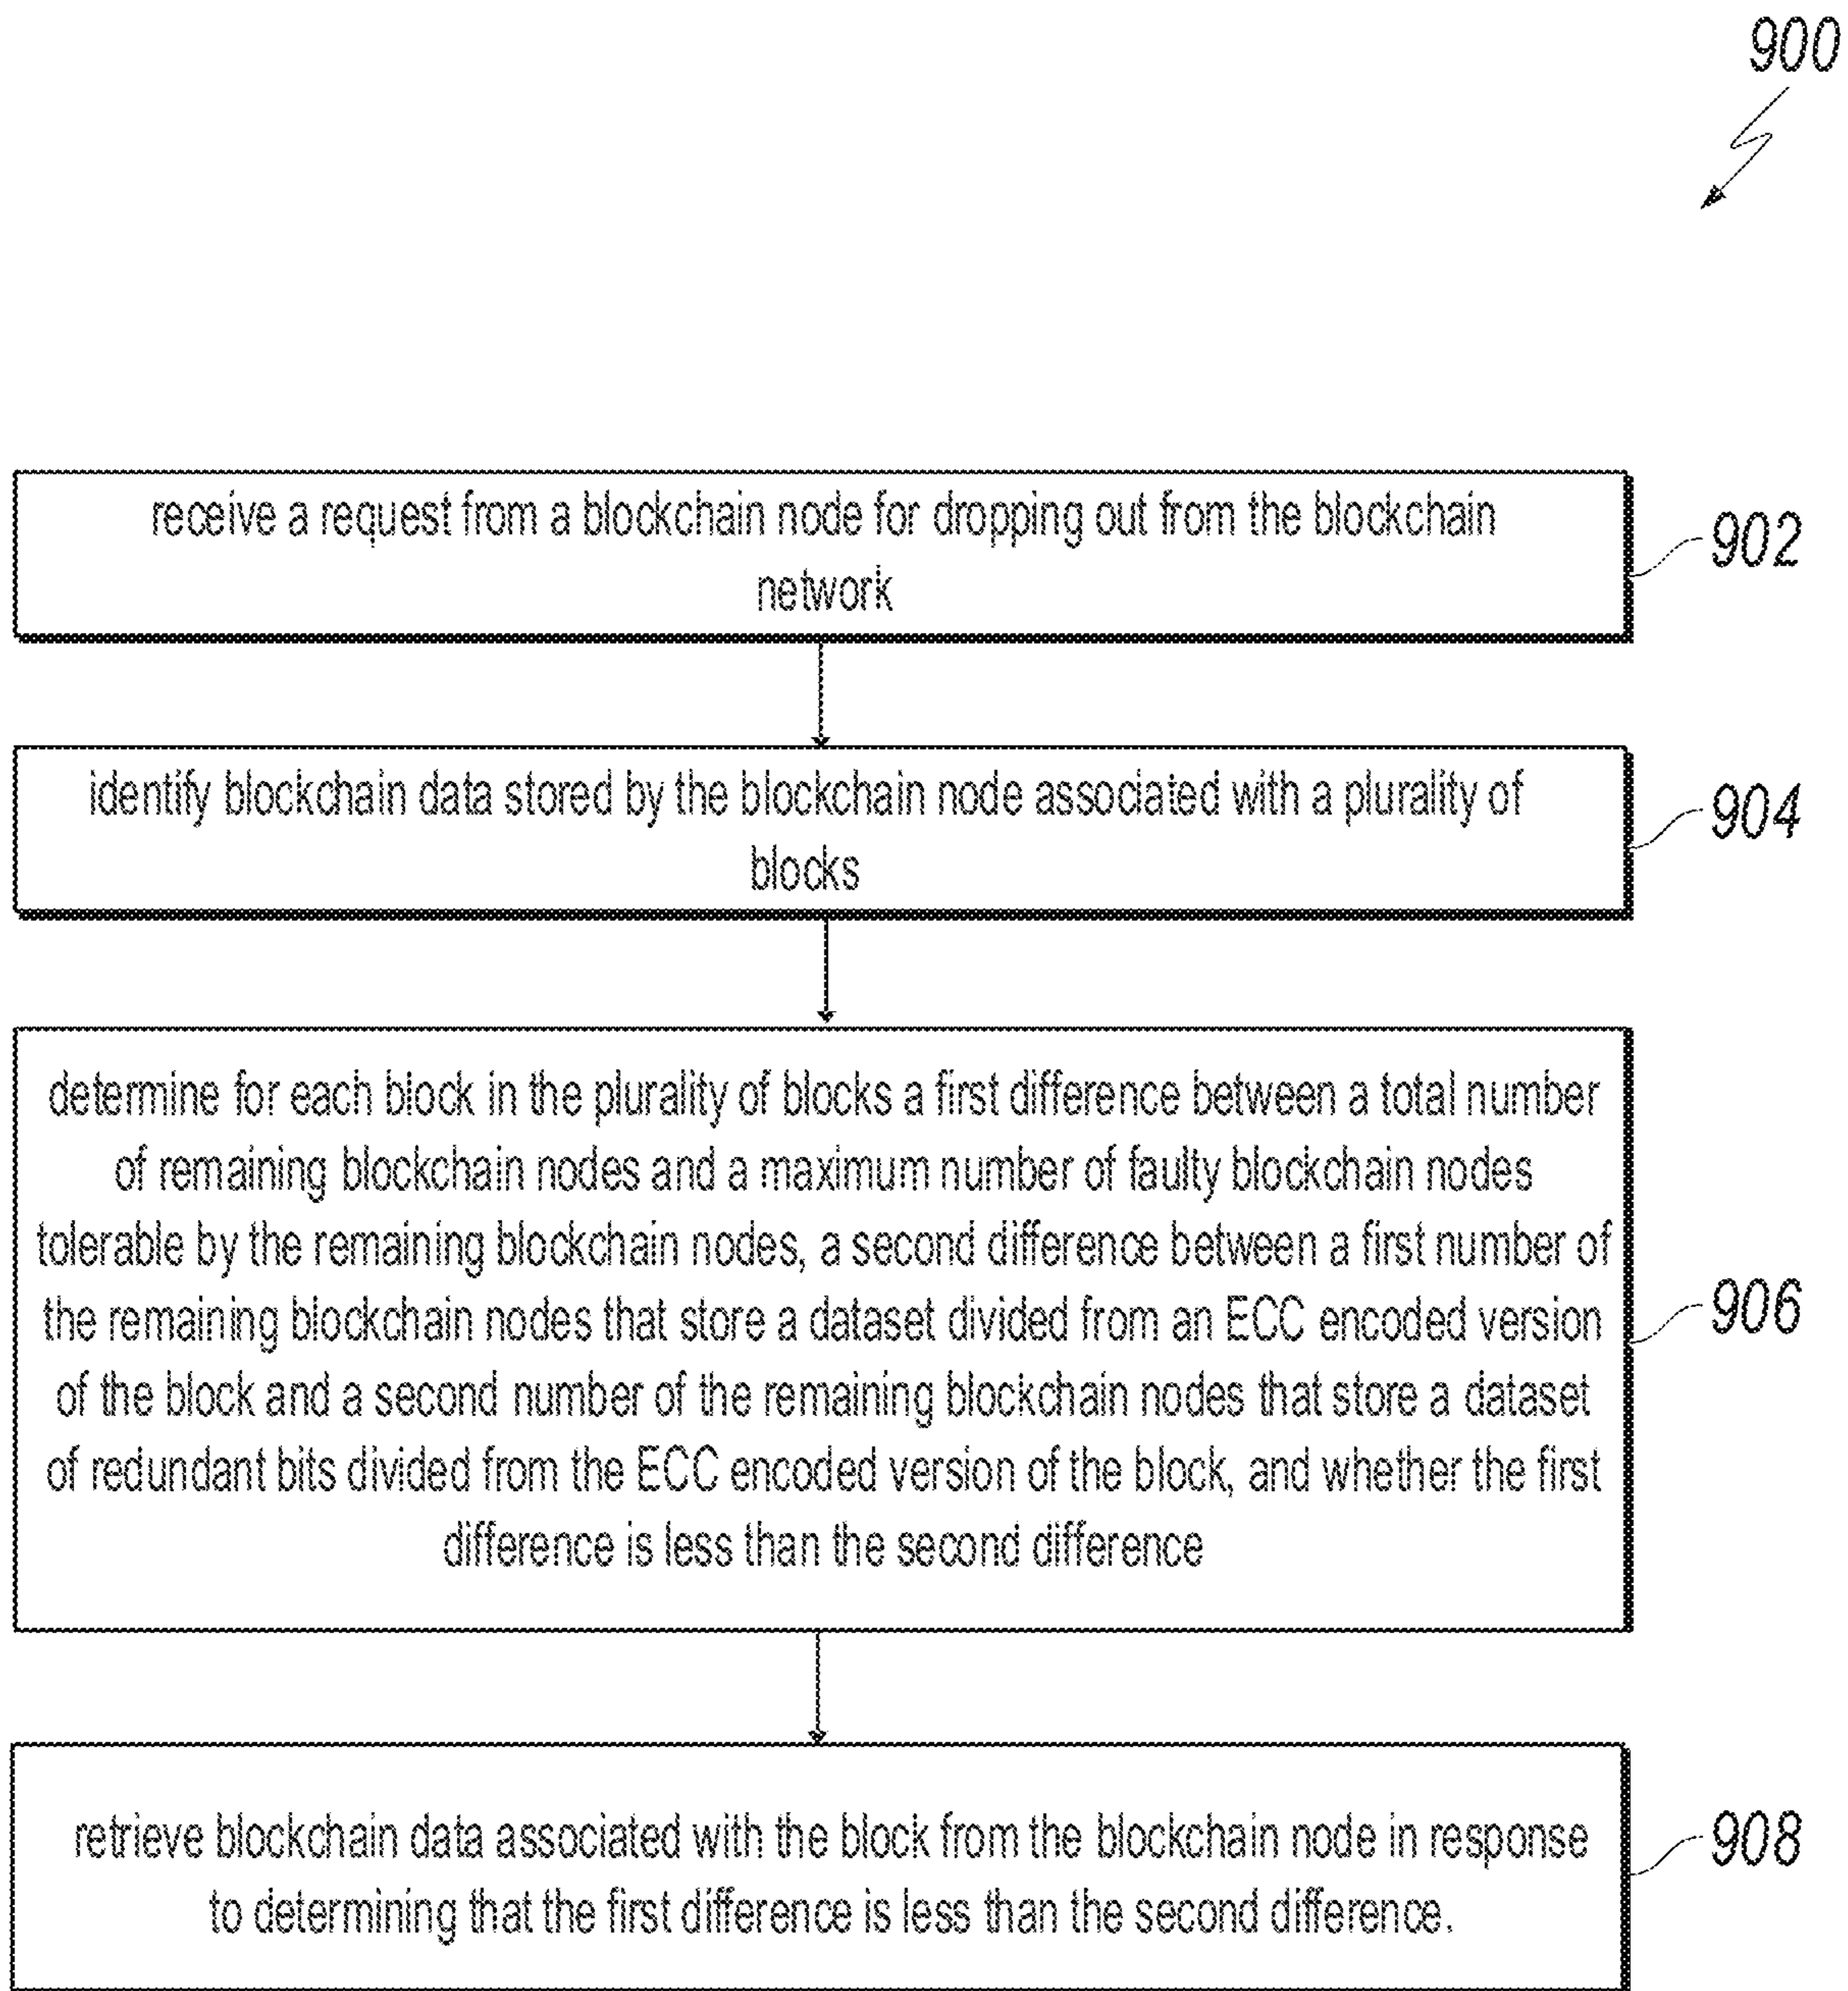 900
receive a request from a blockchain node for dropping out from the blockchain
network
902
identify blockchain data stored by the blockchain node associated with a plurality of
blocks
904
determine for each block in the plurality of blocks a first difference between a total number
of remaining blockchain nodes and a maximum number of faulty blockchain nodes
tolerable by the remaining blockchain nodes, a second difference between a first number of
the remaining blockchain nodes that store a dataset divided from an ECC encoded version
of the block and a second number of the remaining blockchain nodes that store a dataset
of redundant bits divided from the ECC encoded version of the block, and whether the first
difference is less than the second difference
906
retrieve blockchain data associated with the block from the blockchain node in response
to determining that the first difference is less than the second difference.
908